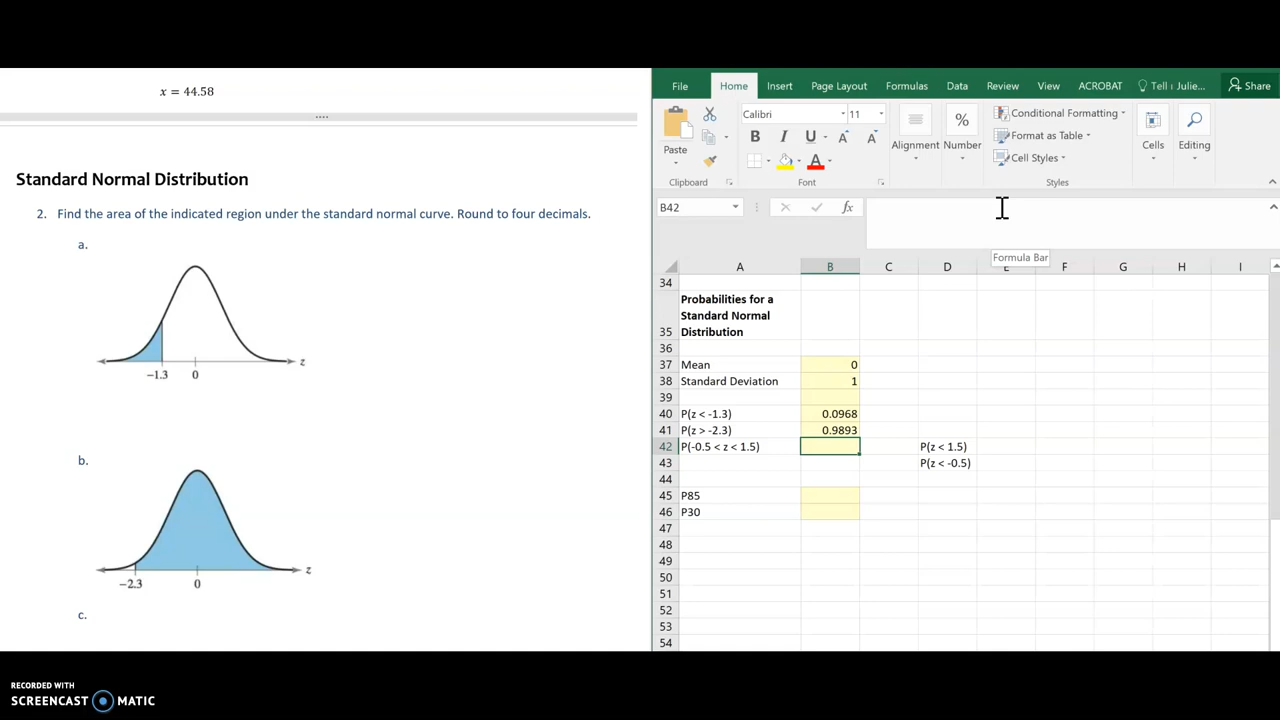 x = 44.58
Standard Normal Distribution
2. Find the area of the indicated region under the standard normal curve. Round to four decimals.
a.
z
−1.3 0
b.
z
−2.3 0
c.
File Home Insert Page Layout Formulas Data Review View ACROBAT Tell Julie... Share
Paste
Clipboard
Calibri 11
B I U A A
A
Font
Alignment
%
Number
Conditional Formatting
Format as Table
Cell Styles
Styles
Cells
Editing
B42 fx
Formula Bar
A B C D E F G H I
34
35 Probabilities for a
Standard Normal
Distribution
36
37 Mean 0
38 Standard Deviation 1
39
40 P(z < -1.3) 0.0968
41 P(z > -2.3) 0.9893
42 P(-0.5 < z < 1.5) P(z < 1.5)
43 P(z < -0.5)
44
45 P85
46 P30
47
48
49
50
51
52
53
54
RECORDED WITH
SCREENCAST MATIC